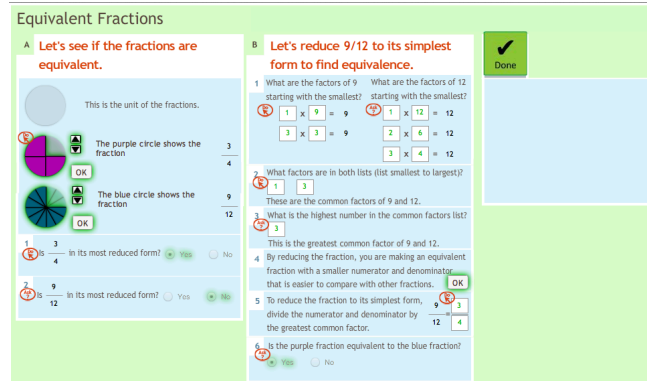 Equivalent Fractions
A Let's see if the fractions are
equivalent.
This is the unit of the fractions.
The purple circle shows the
fraction
3
4
OK
The blue circle shows the
fraction
9
12
OK
1 Is 3/4 in its most reduced form? Yes No
2 Is 9/12 in its most reduced form? Yes No
B Let's reduce 9/12 to its simplest
form to find equivalence.
1 What are the factors of 9
starting with the smallest?
1 x 9 = 9
3 x 3 = 9
What are the factors of 12
starting with the smallest?
Ask
?
1 x 12 = 12
2 x 6 = 12
3 x 4 = 12
2 What factors are in both lists (list smallest to largest)?
1 3
These are the common factors of 9 and 12.
3 What is the highest number in the common factors list?
Ask
?
3
This is the greatest common factor of 9 and 12.
4 By reducing the fraction, you are making an equivalent
fraction with a smaller numerator and denominator
that is easier to compare with other fractions. OK
5 To reduce the fraction to its simplest form,
divide the numerator and denominator by
the greatest common factor.
9 = 3
12 4
6 Is the purple fraction equivalent to the blue fraction?
Ask
?
Yes No
Done